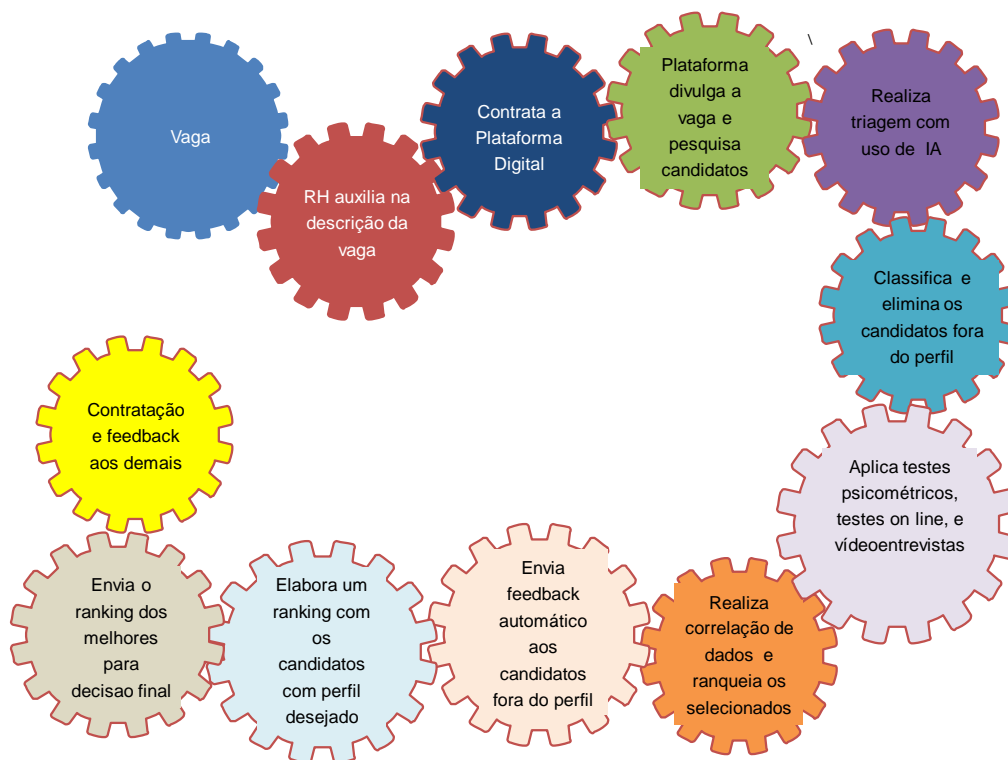 Vaga
RH auxilia na
descrição da
vaga
Contrata a
Plataforma
Digital
Plataforma
divulga a
vaga e
pesquisa
candidatos
\
Realiza
triagem com
uso de IA
Classifica e
elimina os
candidatos fora
do perfil
Aplica testes
psicométricos,
testes on line, e
vídeoentrevistas
Realiza
correlação de
dados e
ranqueia os
selecionados
Envia
feedback
automático
aos
candidatos
fora do perfil
Elabora um
ranking com
os
candidatos
com perfil
desejado
Envia o
ranking dos
melhores
para
decisao final
Contratação
e feedback
aos demais